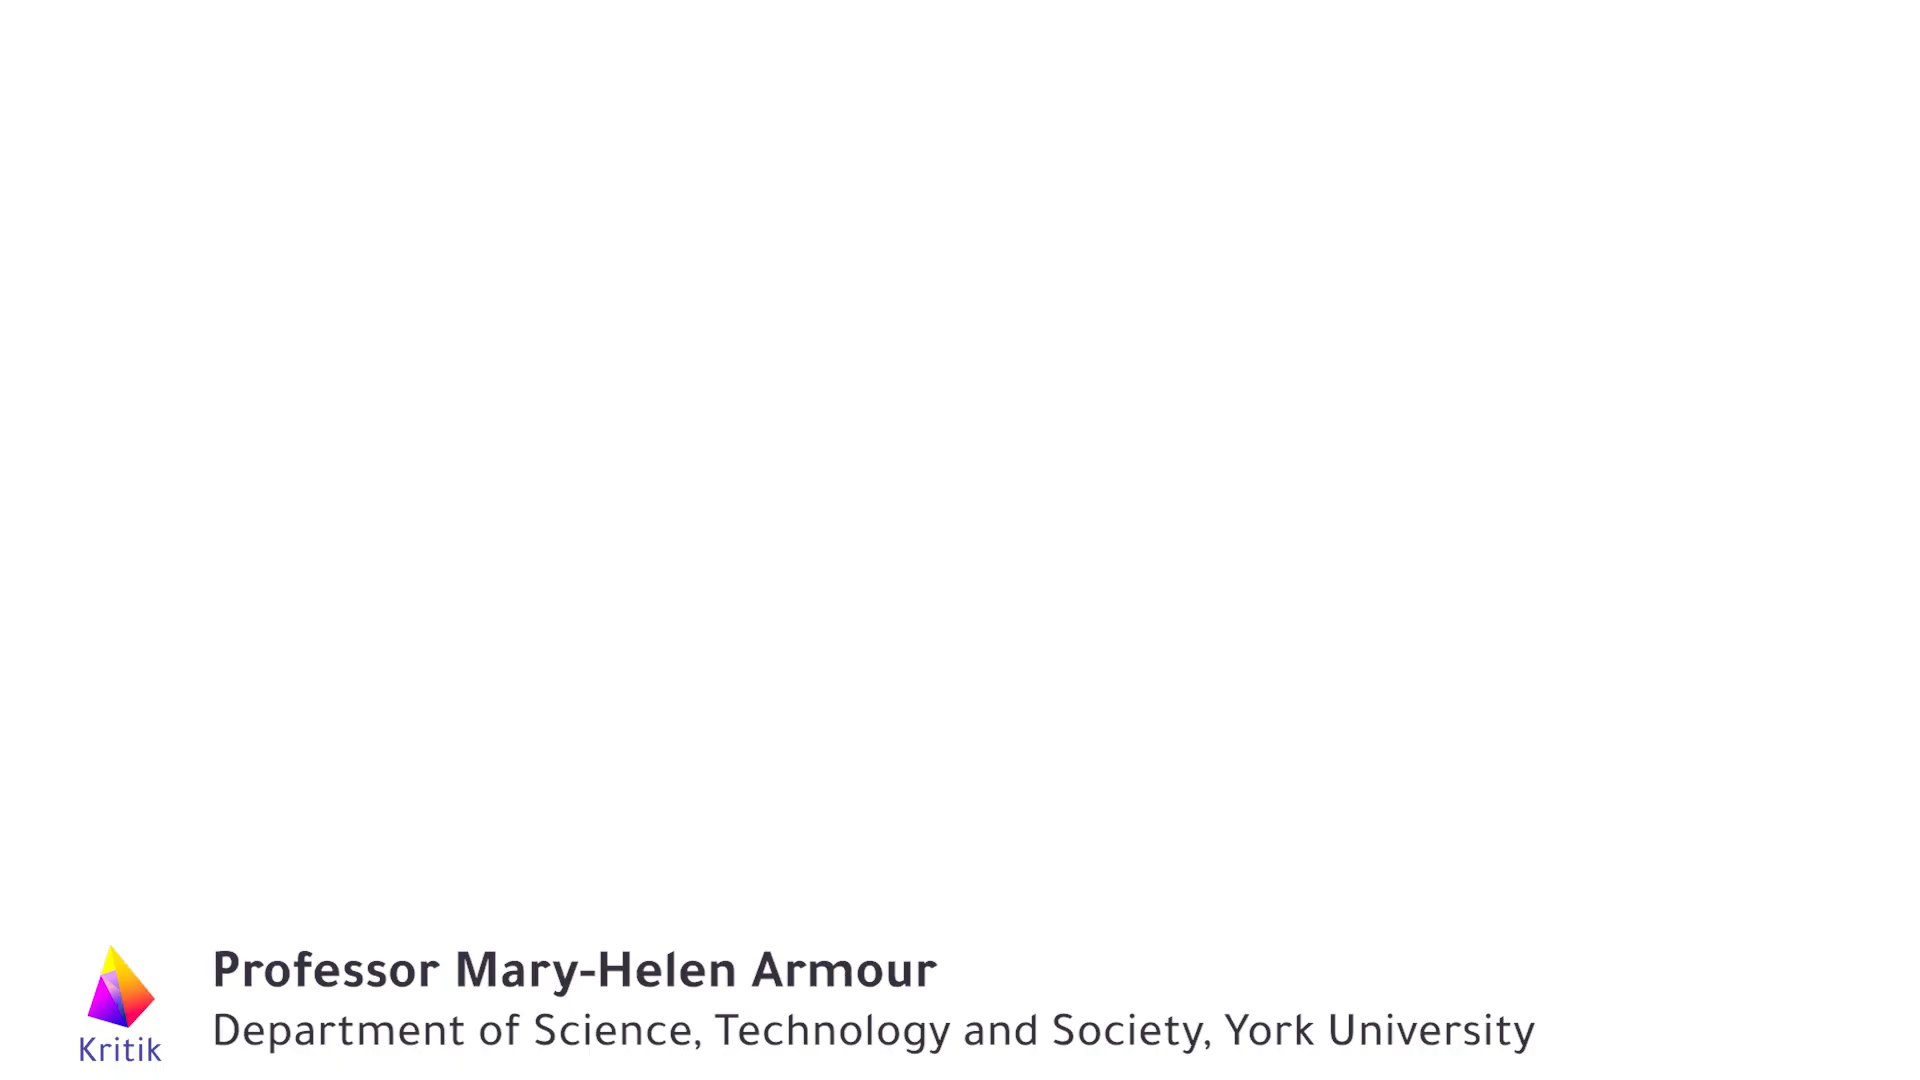 Professor Mary-Helen Armour
Department of Science, Technology and Society, York University
Kritik